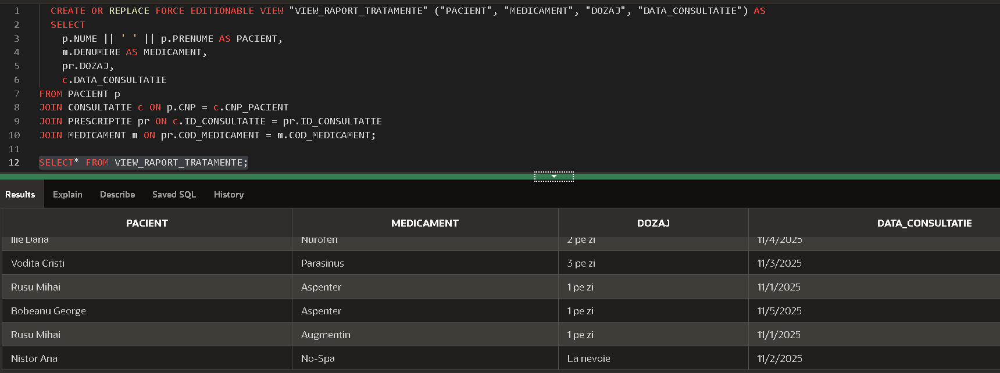 1 CREATE OR REPLACE FORCE EDITIONABLE VIEW "VIEW_RAPORT_TRATAMENTE" ("PACIENT", "MEDICAMENT", "DOZAJ", "DATA_CONSULTATIE") AS
2 SELECT
3 p.NUME || ' ' || p.PRENUME AS PACIENT,
4 m.DENUMIRE AS MEDICAMENT,
5 pr.DOZAJ,
6 c.DATA_CONSULTATIE
7 FROM PACIENT p
8 JOIN CONSULTATIE c ON p.CNP = c.CNP_PACIENT
9 JOIN PRESCRIPTIE pr ON c.ID_CONSULTATIE = pr.ID_CONSULTATIE
10 JOIN MEDICAMENT m ON pr.COD_MEDICAMENT = m.COD_MEDICAMENT;
11
12 SELECT* FROM VIEW_RAPORT_TRATAMENTE;
Results Explain Describe Saved SQL History
PACIENT MEDICAMENT DOZAJ DATA_CONSULTATIE
Ilie Dana Nurofen 2 pe zi 11/4/2025
Vodita Cristi Parasinus 3 pe zi 11/3/2025
Rusu Mihai Aspenter 1 pe zi 11/1/2025
Bobeanu George Aspenter 1 pe zi 11/5/2025
Rusu Mihai Augmentin 1 pe zi 11/1/2025
Nistor Ana No-Spa La nevoie 11/2/2025